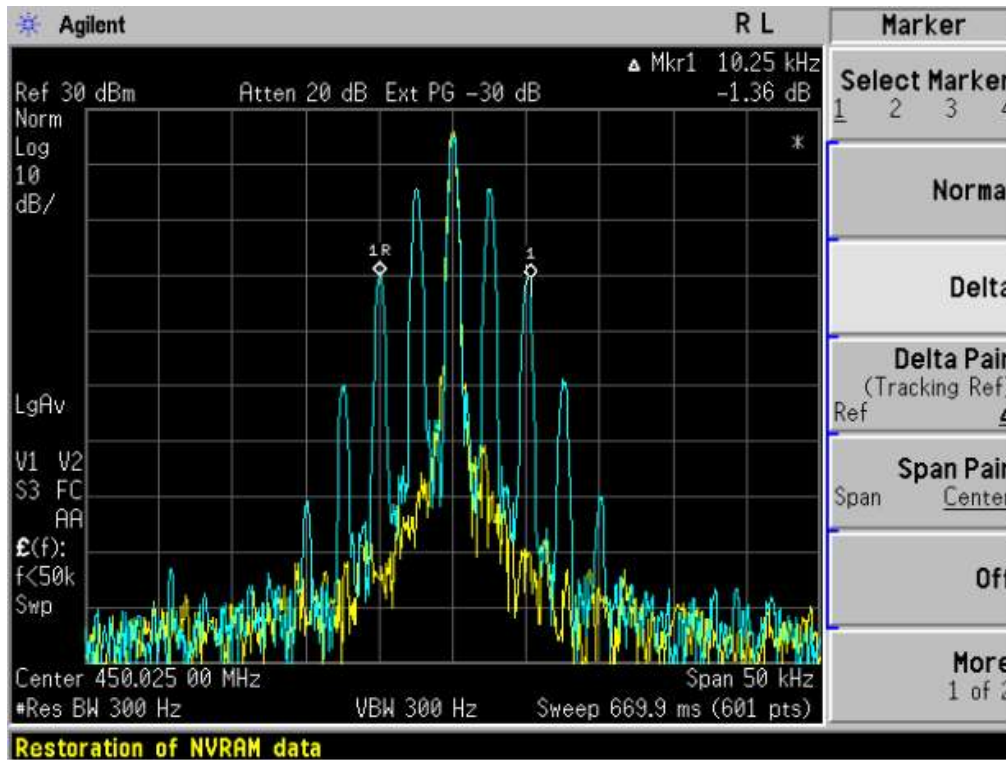 Agilent R L Marker
Δ Mkr1 10.25 kHz
Ref 30 dBm Atten 20 dB Ext PG -30 dB -1.36 dB
Norm
Log
10
dB/
*
1R
1
LgAv
V1 V2
S3 FC
AA
£(f):
f<50k
Swp
Center 450.025 00 MHz Span 50 kHz
#Res BW 300 Hz VBW 300 Hz Sweep 669.9 ms (601 pts)
Restoration of NVRAM data
Select Marker
1 2 3 4
Norma
Delta
Delta Pair
(Tracking Ref)
Ref Δ
Span Pair
Span Center
Off
More
1 of 2